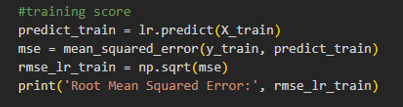 #training score
predict_train = lr.predict(X_train)
mse = mean_squared_error(y_train, predict_train)
rmse_lr_train = np.sqrt(mse)
print('Root Mean Squared Error:', rmse_lr_train)